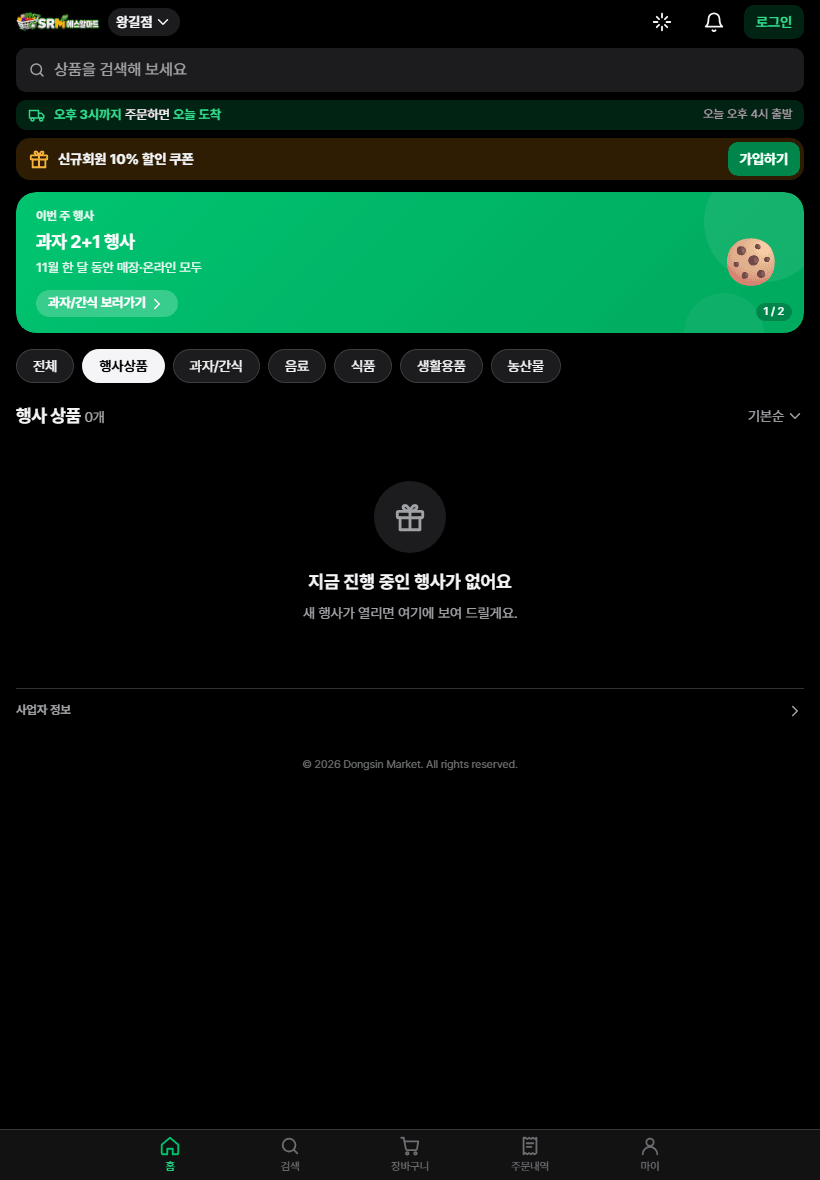 SRM에스알마트
왕길점
로그인
상품을 검색해 보세요
오후 3시까지 주문하면 오늘 도착
오늘 오후 4시 출발
신규회원 10% 할인 쿠폰
가입하기
이번 주 행사
과자 2+1 행사
11월 한 달 동안 매장·온라인 모두
과자/간식 보러가기
1 / 2
전체
행사상품
과자/간식
음료
식품
생활용품
농산물
행사 상품 0개
기본순
지금 진행 중인 행사가 없어요
새 행사가 열리면 여기에 보여 드릴게요.
사업자 정보
© 2026 Dongsin Market. All rights reserved.
홈
검색
장바구니
주문내역
마이